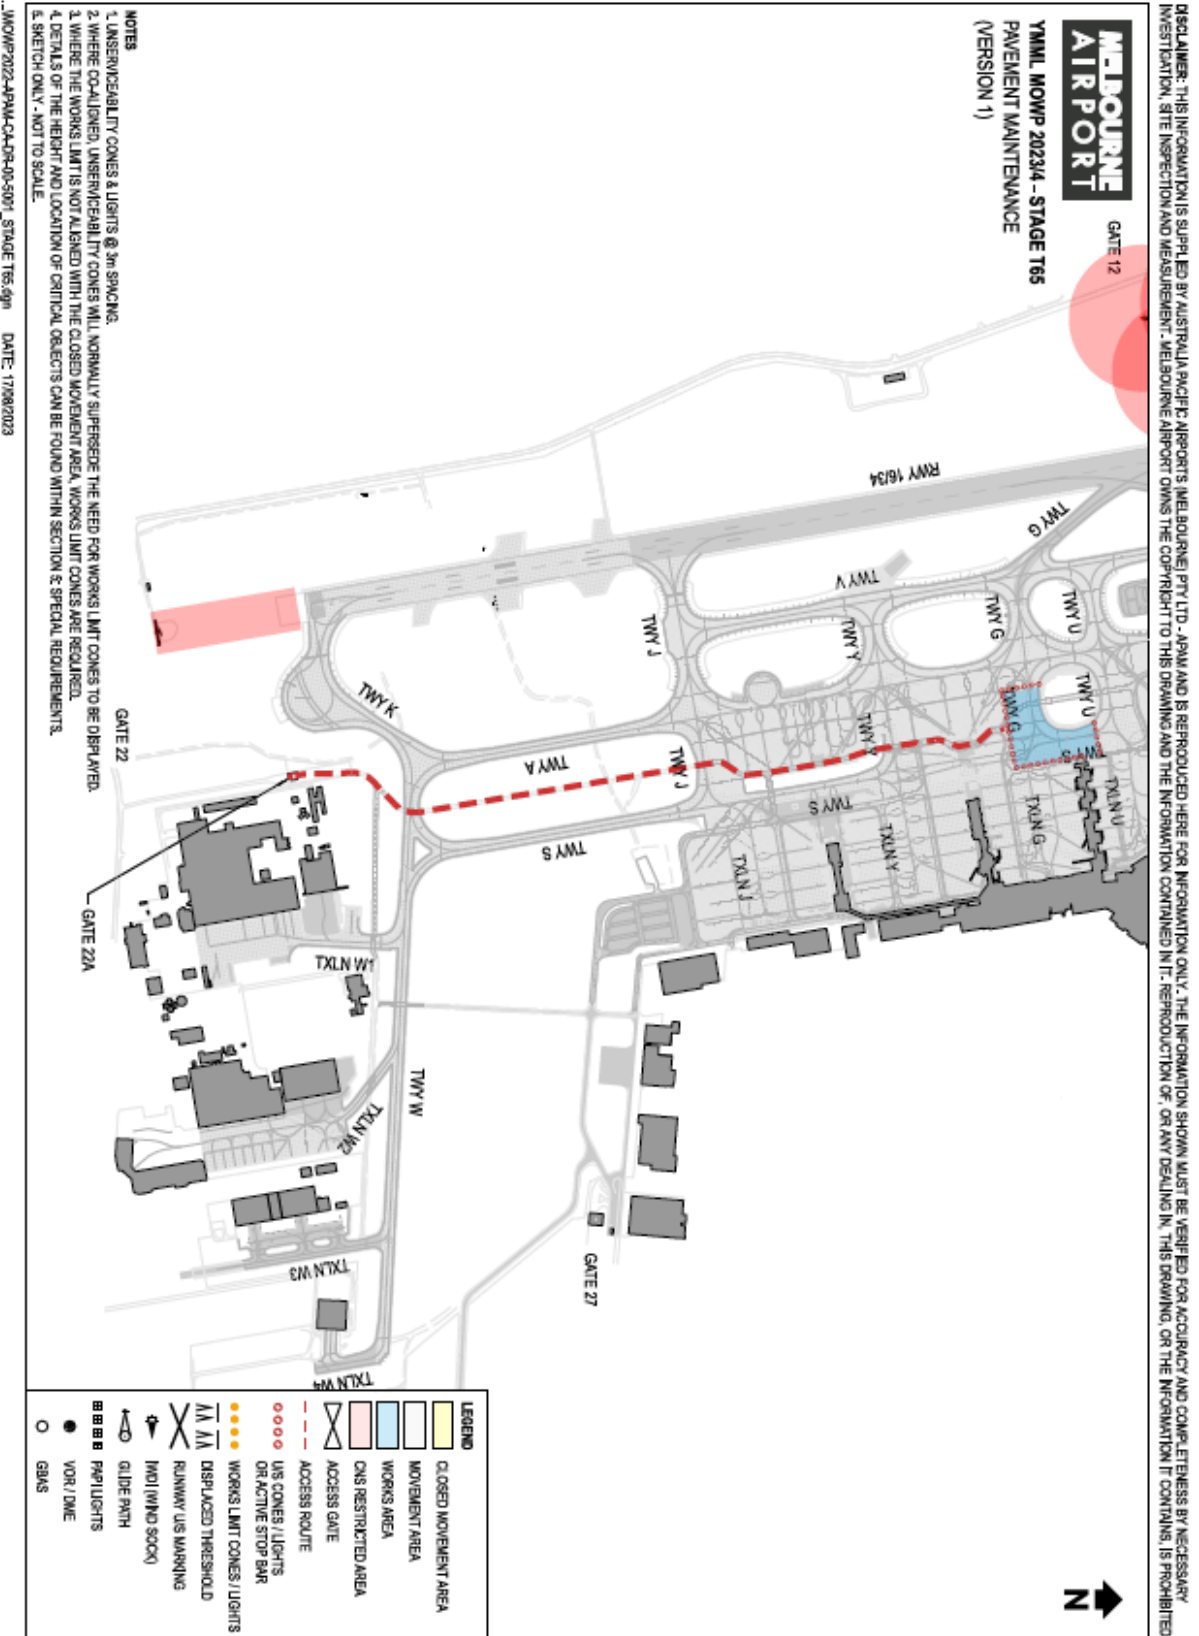 DISCLAIMER: THIS INFORMATION IS SUPPLIED BY AUSTRALIA PACIFIC AIRPORTS (MELBOURNE) PTY LTD - APAM AND IS REPRODUCED HERE FOR INFORMATION ONLY. THE INFORMATION SHOWN MUST BE VERIFIED FOR ACCURACY AND COMPLETENESS BY NECESSARY
INVESTIGATION, SITE INSPECTION AND MEASUREMENT. MELBOURNE AIRPORT OWNS THE COPYRIGHT TO THIS DRAWING AND THE INFORMATION CONTAINED IN IT. REPRODUCTION OF, OR ANY DEALING IN, THIS DRAWING, OR THE INFORMATION IT CONTAINS, IS PROHIBITED
MELBOURNE
AIRPORT
YMML MOWP 2023/4 - STAGE T65
PAVEMENT MAINTENANCE
(VERSION 1)
GATE 12
N
RWY 16/34
TWY G
TWY V
TWY U
TWY G
TWY Y
TWY J
TWY U
TWY G
TWY S
TXLN U
TXLN G
TWY Y
TWY J
TWY S
TXLN Y
TXLN J
TWY K
TWY A
TWY S
GATE 22
GATE 22A
TXLN W1
TWY W
TXLN W2
TXLN W3
TXLN W4
GATE 27
NOTES
1. UNSERVICEABILITY CONES & LIGHTS @ 3m SPACING.
2. WHERE CO-ALIGNED, UNSERVICEABILITY CONES WILL NORMALLY SUPERSEDE THE NEED FOR WORKS LIMIT CONES TO BE DISPLAYED.
3. WHERE THE WORKS LIMIT IS NOT ALIGNED WITH THE CLOSED MOVEMENT AREA, WORKS LIMIT CONES ARE REQUIRED.
4. DETAILS OF THE HEIGHT AND LOCATION OF CRITICAL OBJECTS CAN BE FOUND WITHIN SECTION 6: SPECIAL REQUIREMENTS.
5. SKETCH ONLY - NOT TO SCALE.
LEGEND
CLOSED MOVEMENT AREA
MOVEMENT AREA
WORKS AREA
CNS RESTRICTED AREA
ACCESS GATE
ACCESS ROUTE
U/S CONES / LIGHTS
OR ACTIVE STOP BAR
WORKS LIMIT CONES / LIGHTS
DISPLACED THRESHOLD
RUNWAY U/S MARKING
IWDI (WIND SOCK)
GLIDE PATH
PAPI LIGHTS
VOR / DME
GBAS
...\MOWP2022-APAM-CA-DR-00-5001_STAGE T65.dgn DATE: 17/08/2023